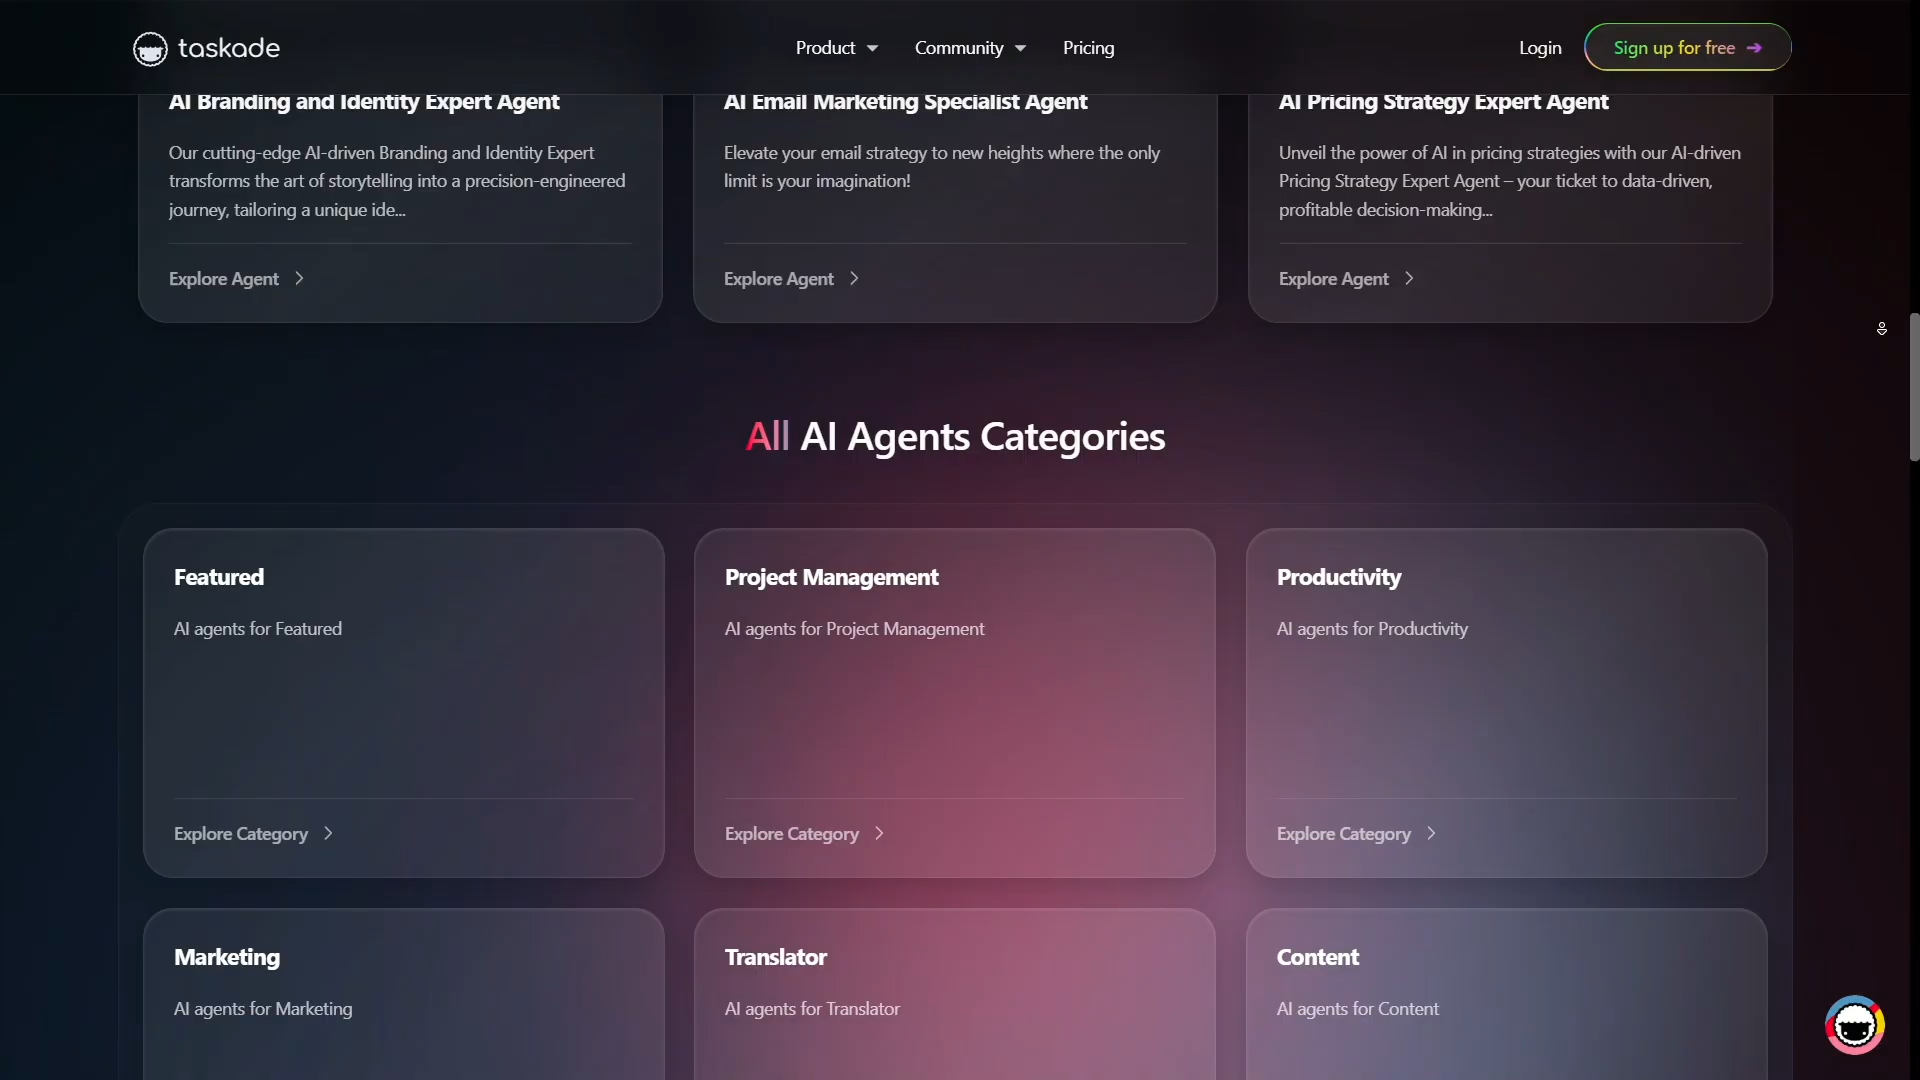 taskade
Product
Community
Pricing
Login
Sign up for free
AI Branding and Identity Expert Agent
Our cutting-edge AI-driven Branding and Identity Expert
transforms the art of storytelling into a precision-engineered
journey, tailoring a unique ide...
Explore Agent
AI Email Marketing Specialist Agent
Elevate your email strategy to new heights where the only
limit is your imagination!
Explore Agent
AI Pricing Strategy Expert Agent
Unveil the power of AI in pricing strategies with our AI-driven
Pricing Strategy Expert Agent – your ticket to data-driven,
profitable decision-making...
Explore Agent
All AI Agents Categories
Featured
AI agents for Featured
Explore Category
Project Management
AI agents for Project Management
Explore Category
Productivity
AI agents for Productivity
Explore Category
Marketing
AI agents for Marketing
Translator
AI agents for Translator
Content
AI agents for Content